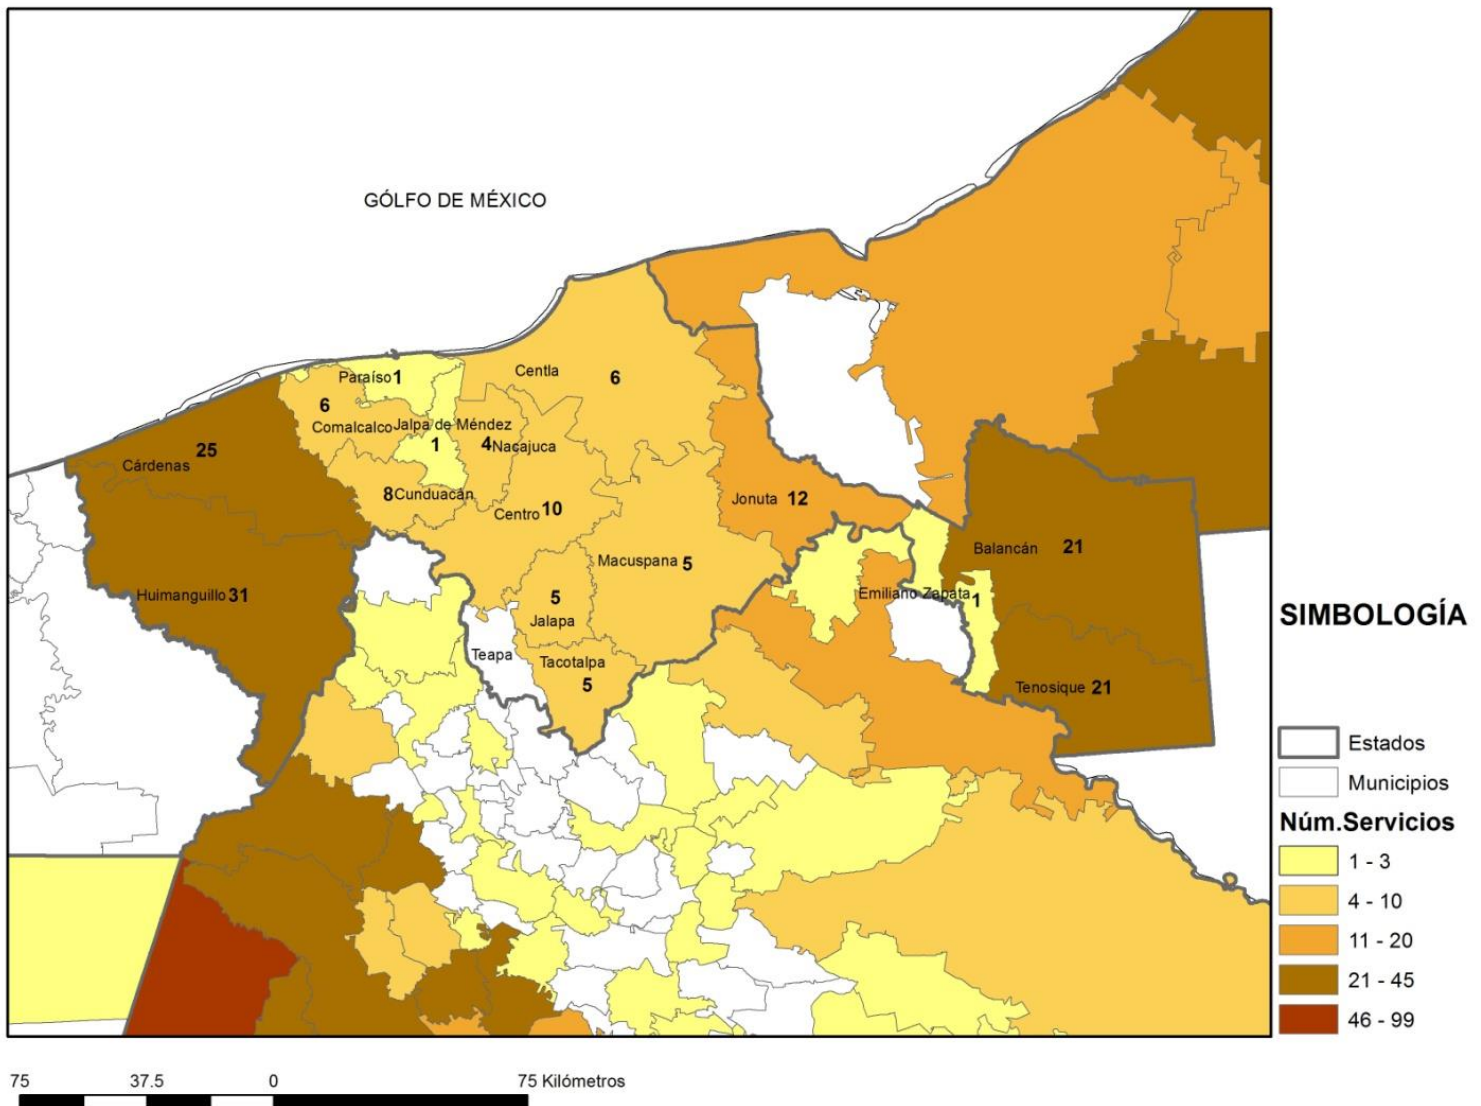 GÓLFO DE MÉXICO
Centla
6
Paraíso 1
6
Comalcalco
Jalpa de Méndez
1
4 Nacajuca
25
Cárdenas
8 Cunduacán
Centro 10
Jonuta 12
Macuspana 5
Balancán 21
Huimanguillo 31
5
Jalapa
Emiliano Zapata 1
Teapa
Tacotalpa
5
Tenosique 21
SIMBOLOGÍA
Estados
Municipios
Núm.Servicios
1 - 3
4 - 10
11 - 20
21 - 45
46 - 99
75 37.5 0 75 Kilómetros